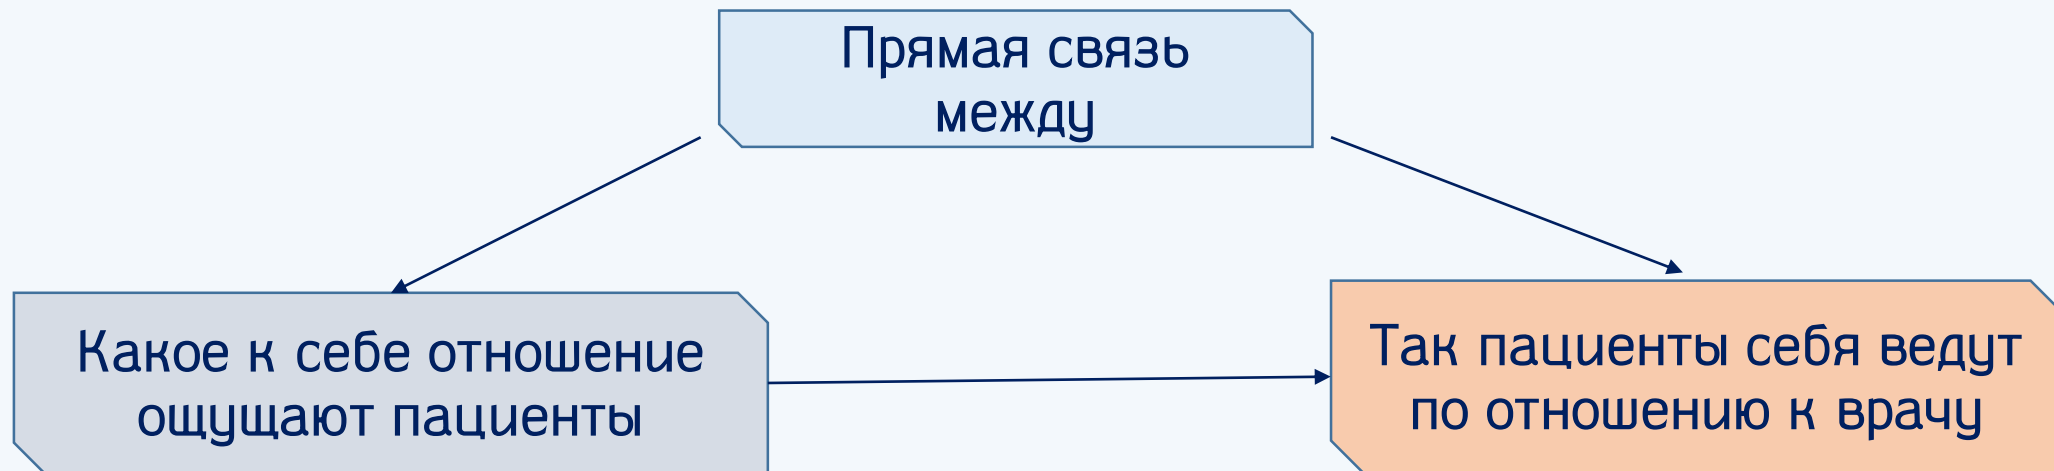 Прямая связь
между
Какое к себе отношение
ощущают пациенты
Так пациенты себя ведут
по отношению к врачу